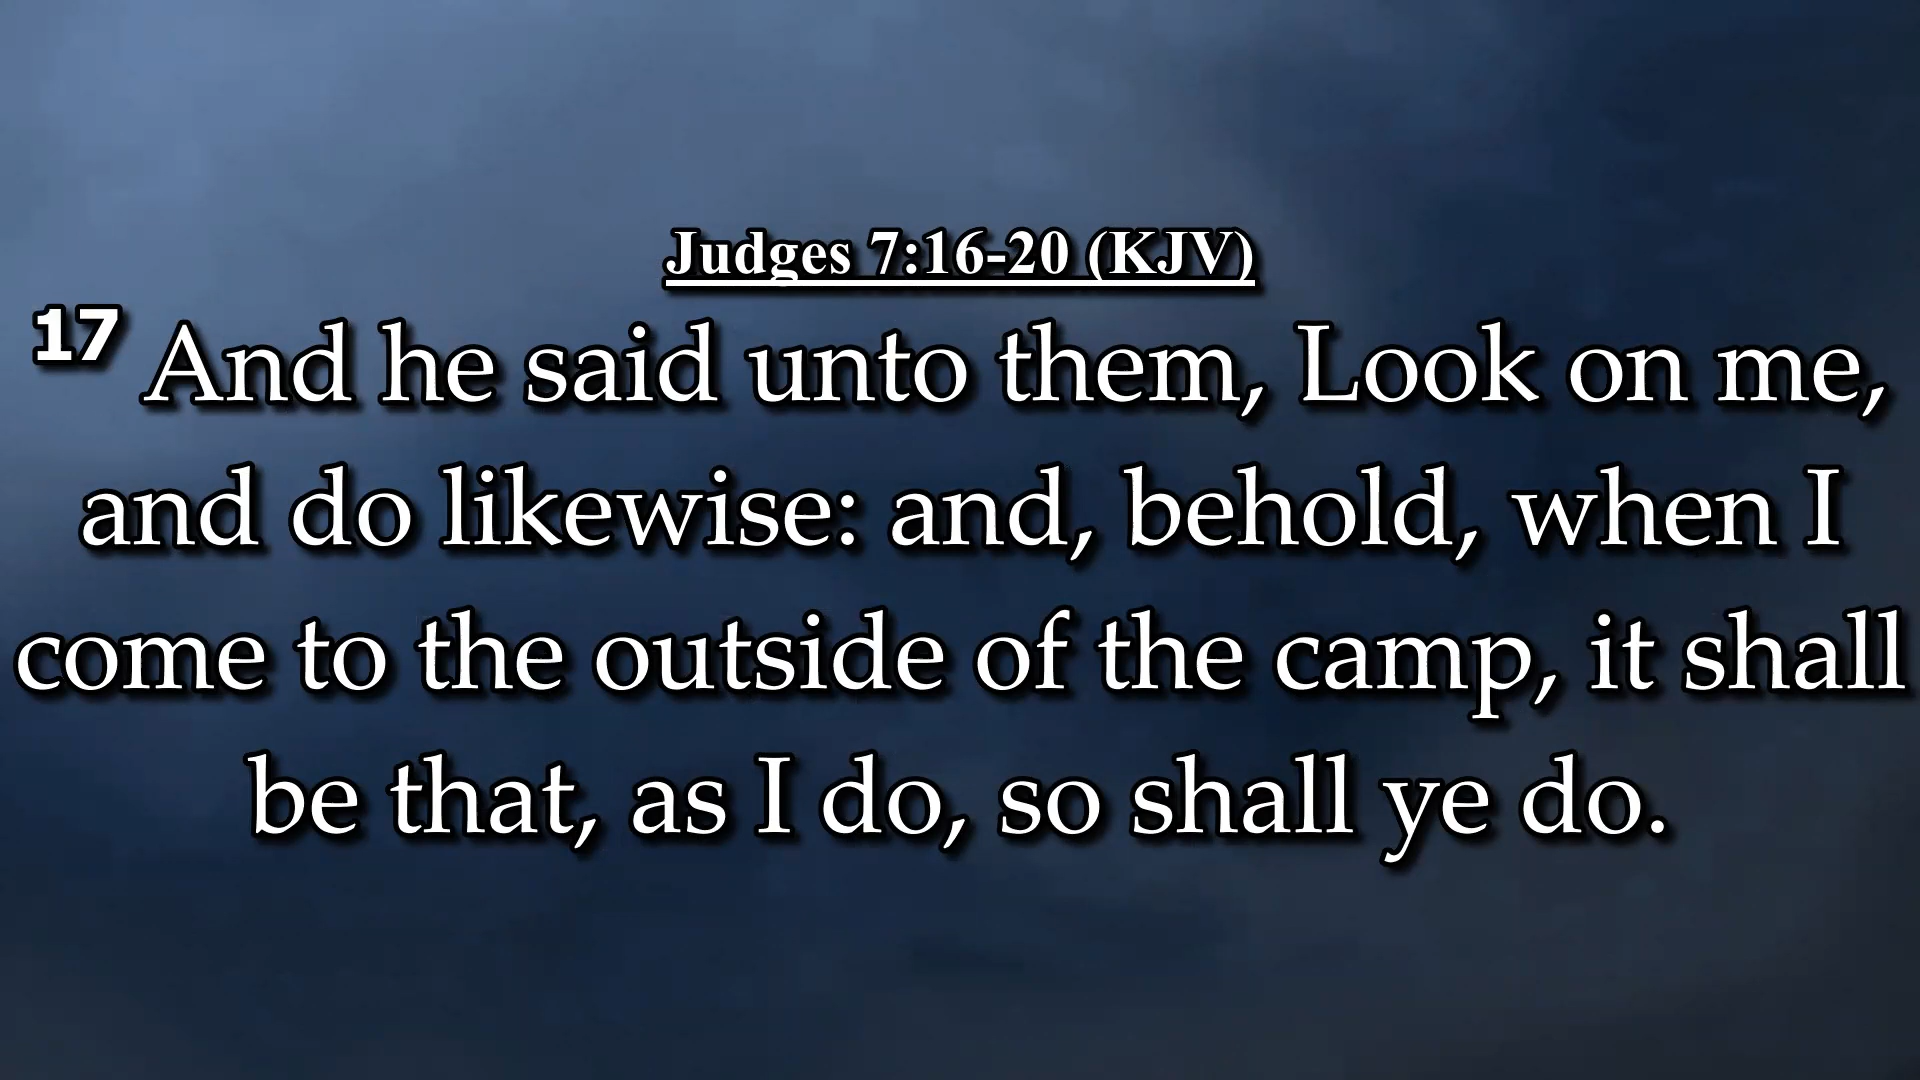 Judges 7:16-20 (KJV)
17 And he said unto them, Look on me,
and do likewise: and, behold, when I
come to the outside of the camp, it shall
be that, as I do, so shall ye do.